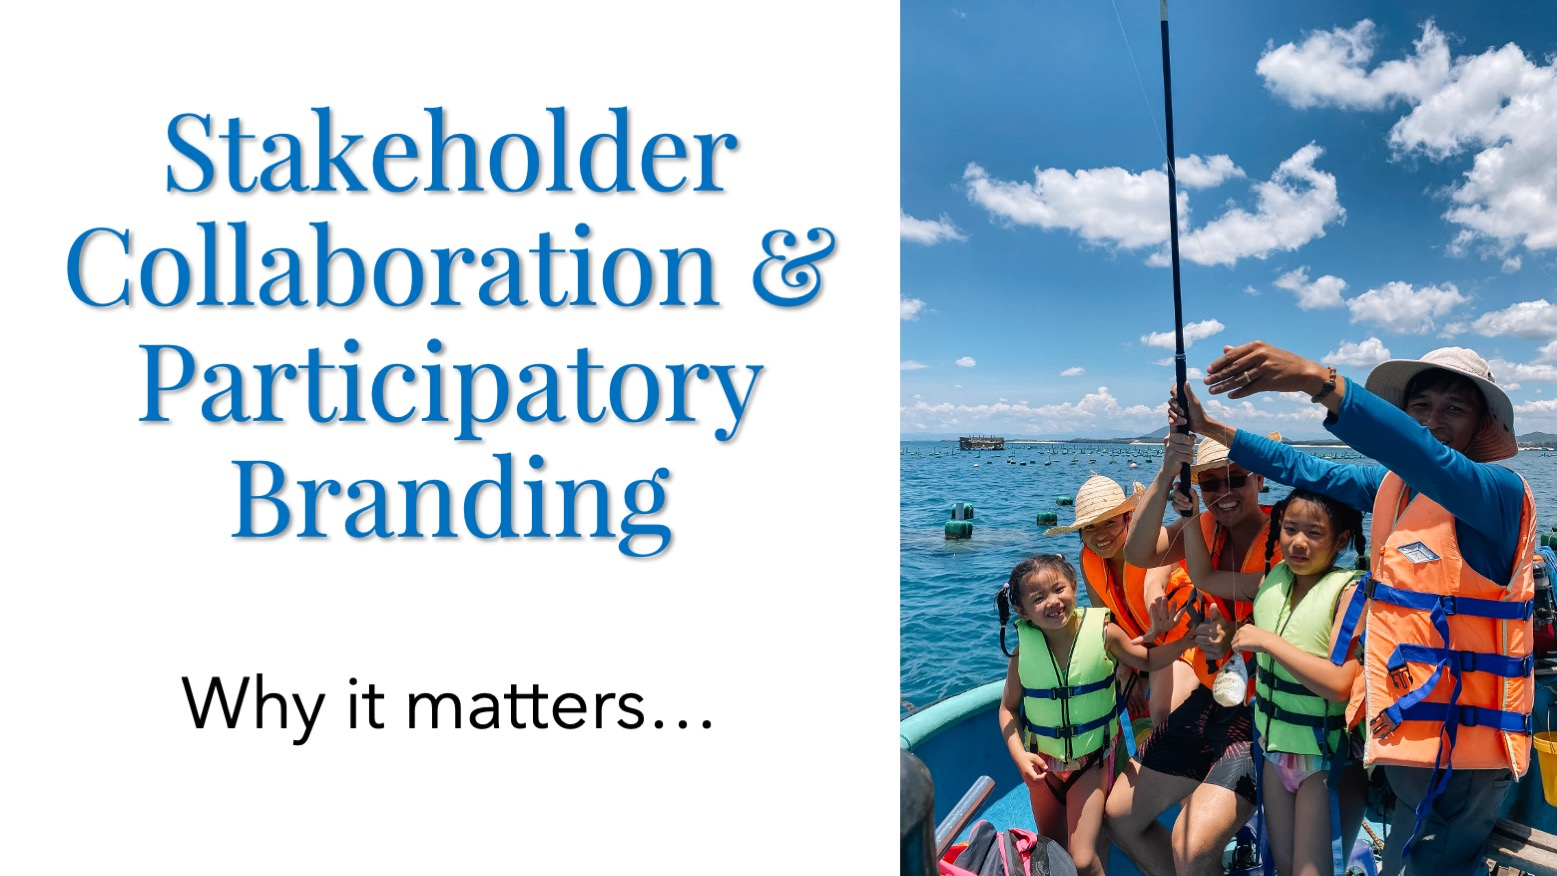 Stakeholder
Collaboration &
Participatory
Branding
Why it matters...